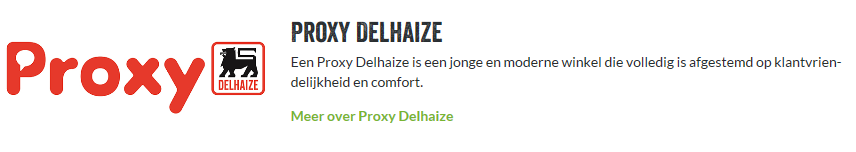 Proxy
DELHAIZE
PROXY DELHAIZE
Een Proxy Delhaize is een jonge en moderne winkel die volledig is afgestemd op klantvrien-
delijkheid en comfort.
Meer over Proxy Delhaize